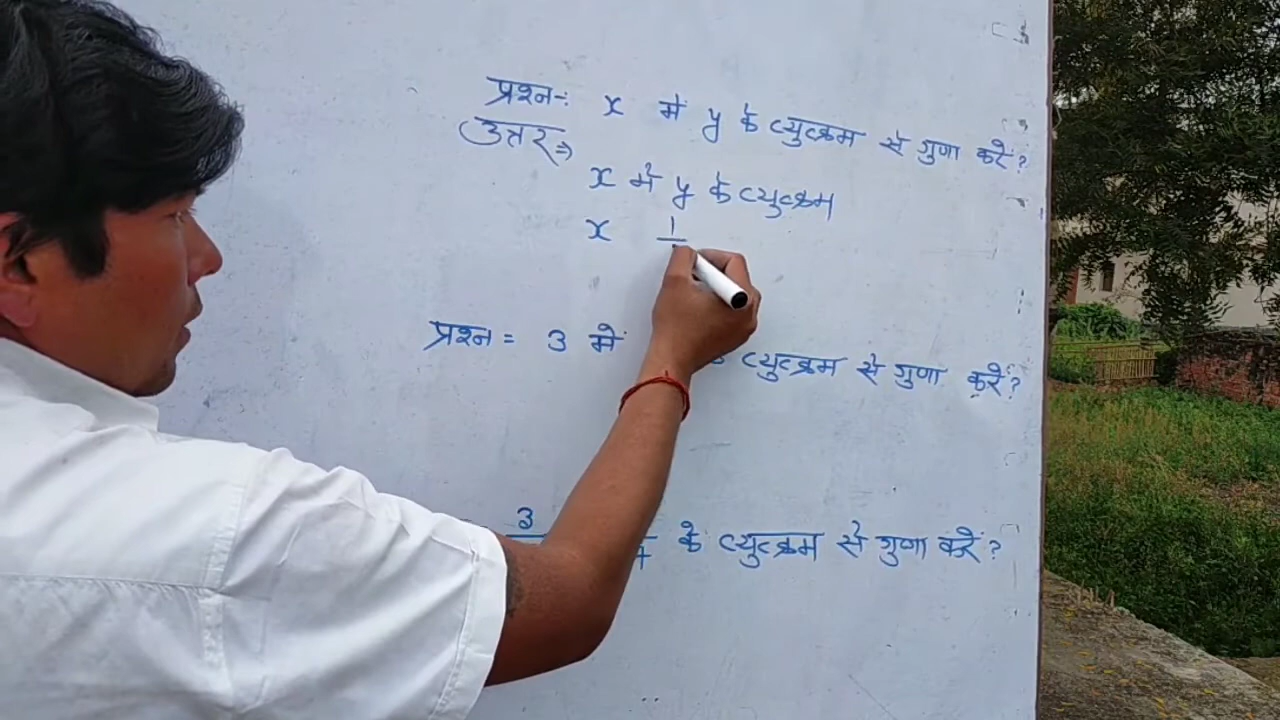 प्रश्न-: x में y के व्युत्क्रम से गुणा करें?
उत्तर⇒
x में y के व्युत्क्रम
x 1
प्रश्न = 3 में के व्युत्क्रम से गुणा करें?
3 के व्युत्क्रम से गुणा करें?